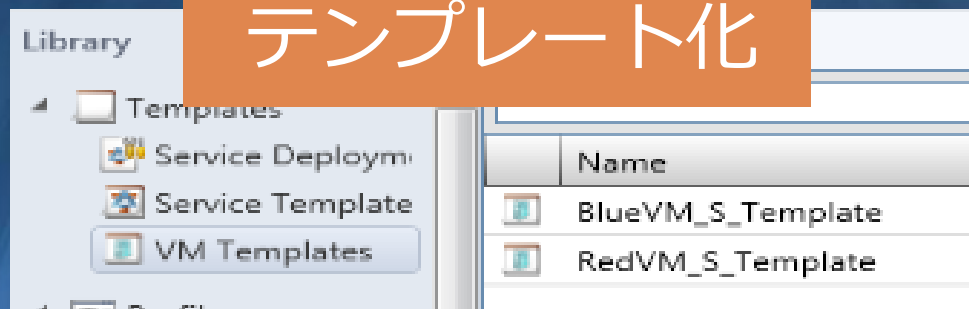 テンプレート化
Library
Templates
Service Deploym
Service Template
VM Templates
Name
BlueVM_S_Template
RedVM_S_Template